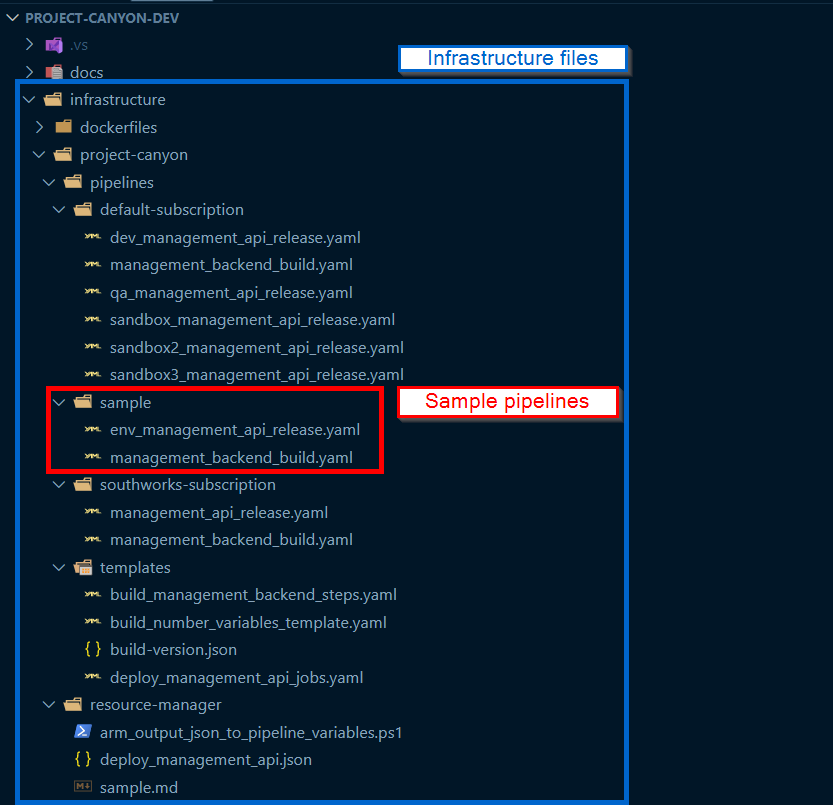 PROJECT-CANYON-DEV
.vs
Infrastructure files
docs
infrastructure
dockerfiles
project-canyon
pipelines
default-subscription
dev_management_api_release.yaml
management_backend_build.yaml
qa_management_api_release.yaml
sandbox_management_api_release.yaml
sandbox2_management_api_release.yaml
sandbox3_management_api_release.yaml
sample
Sample pipelines
env_management_api_release.yaml
management_backend_build.yaml
southworks-subscription
management_api_release.yaml
management_backend_build.yaml
templates
build_management_backend_steps.yaml
build_number_variables_template.yaml
build-version.json
deploy_management_api_jobs.yaml
resource-manager
arm_output_json_to_pipeline_variables.ps1
deploy_management_api.json
sample.md